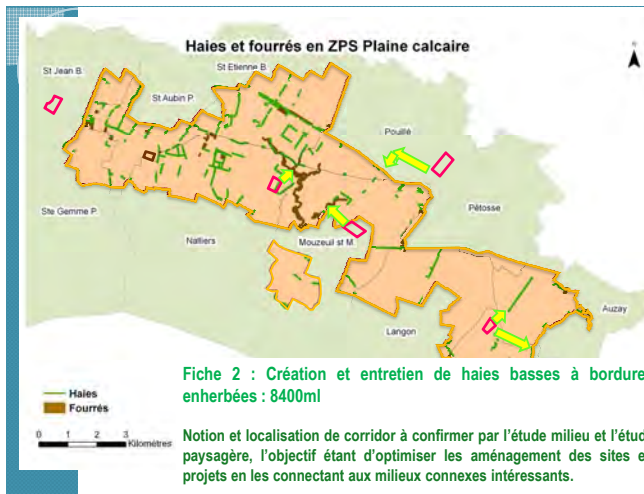 Haies et fourrés en ZPS Plaine calcaire
N
St Jean B.
St Etienne B.
St Aubin P.
Pouillé
Ste Gemme P.
Pétosse
Nalliers
Mouzeuil st M.
Auzay
Langon
Haies
Fourrés
0 1 2 3
Kilomètres
Fiche 2 : Création et entretien de haies basses à bordure
enherbées : 8400ml
Notion et localisation de corridor à confirmer par l'étude milieu et l'étud
paysagère, l'objectif étant d'optimiser les aménagement des sites e
projets en les connectant aux milieux connexes intéressants.